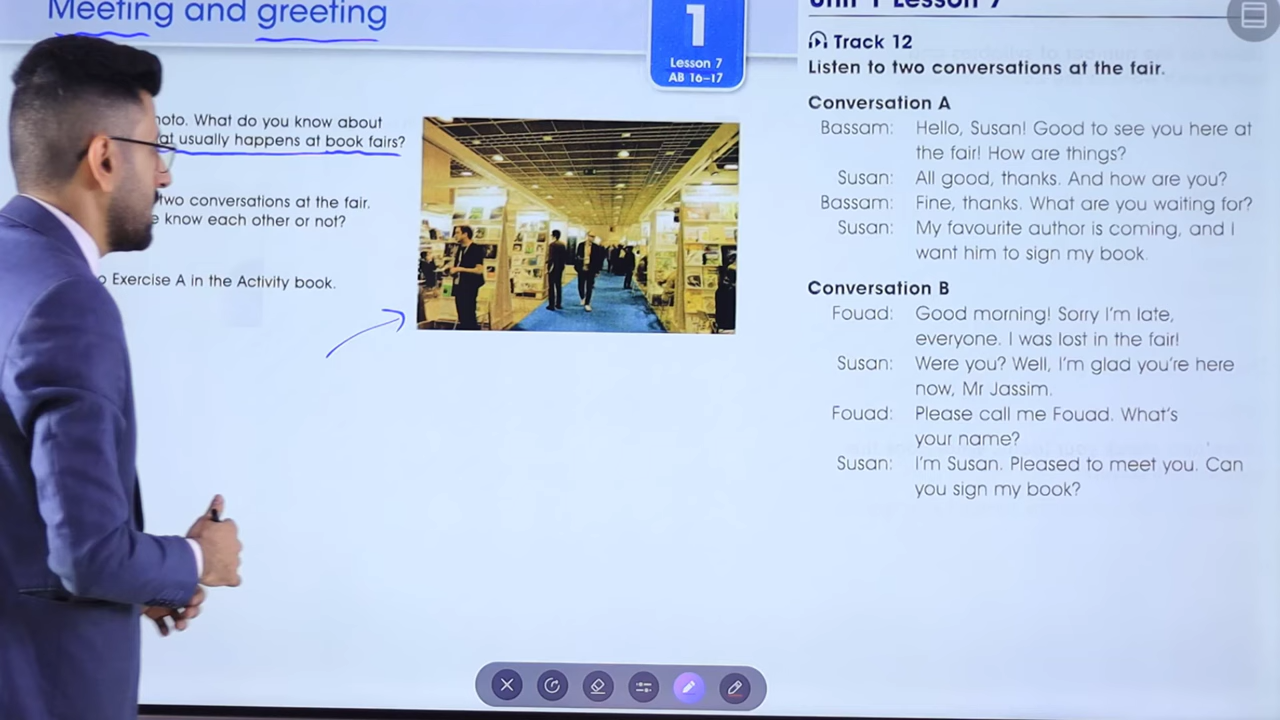 Meeting and greeting
1
Lesson 7
AB 16–17
hoto. What do you know about
at usually happens at book fairs?
two conversations at the fair.
e know each other or not?
o Exercise A in the Activity book.
Unit 1 Lesson 7
Track 12
Listen to two conversations at the fair.
Conversation A
Bassam: Hello, Susan! Good to see you here at
the fair! How are things?
Susan: All good, thanks. And how are you?
Bassam: Fine, thanks. What are you waiting for?
Susan: My favourite author is coming, and I
want him to sign my book.
Conversation B
Fouad: Good morning! Sorry I'm late,
everyone. I was lost in the fair!
Susan: Were you? Well, I'm glad you're here
now, Mr Jassim.
Fouad: Please call me Fouad. What's
your name?
Susan: I'm Susan. Pleased to meet you. Can
you sign my book?